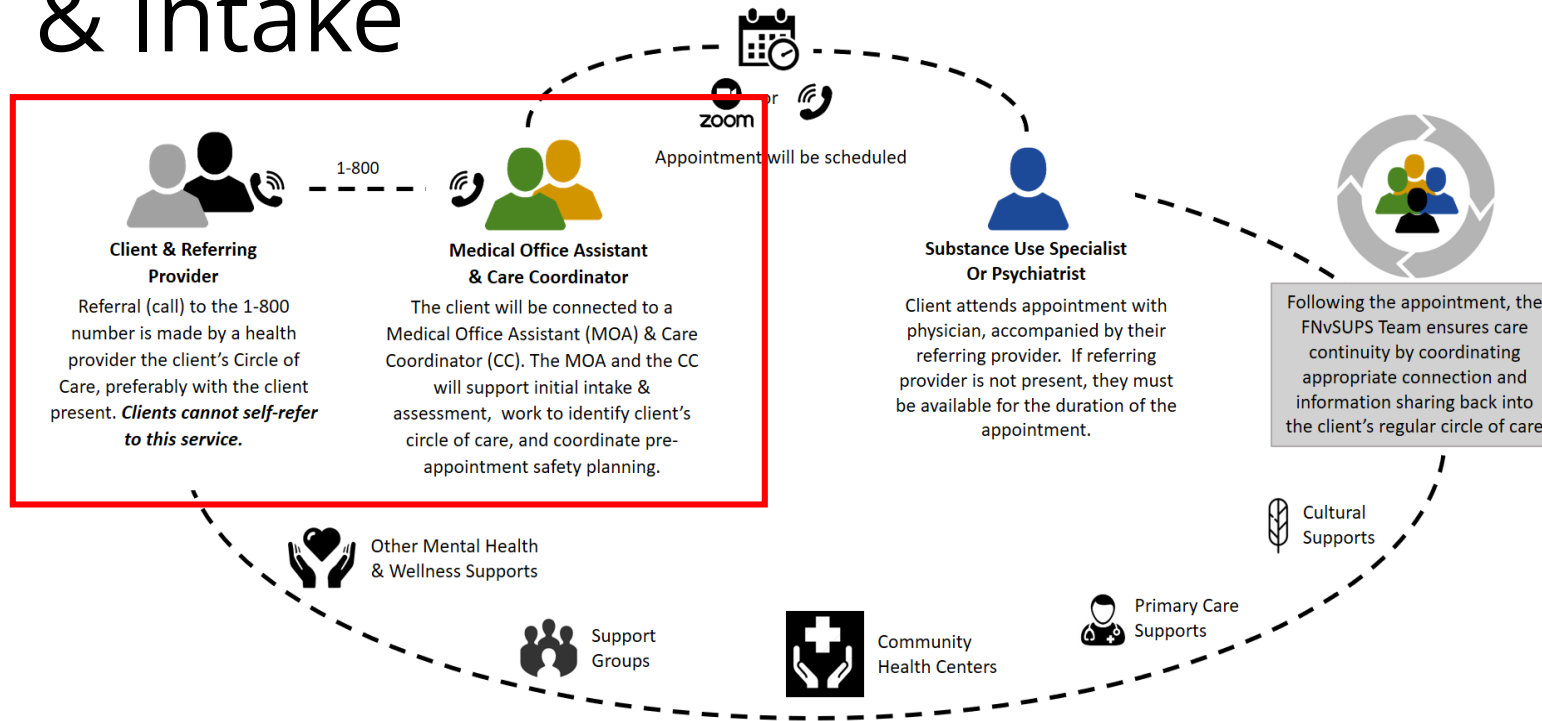 & Intake
zoom
or
Appointment will be scheduled
1-800
Client & Referring
Provider
Referral (call) to the 1-800
number is made by a health
provider the client's Circle of
Care, preferably with the client
present. Clients cannot self-refer
to this service.
Medical Office Assistant
& Care Coordinator
The client will be connected to a
Medical Office Assistant (MOA) & Care
Coordinator (CC). The MOA and the CC
will support initial intake &
assessment, work to identify client's
circle of care, and coordinate pre-
appointment safety planning.
Substance Use Specialist
Or Psychiatrist
Client attends appointment with
physician, accompanied by their
referring provider. If referring
provider is not present, they must
be available for the duration of the
appointment.
Following the appointment, the
FNvSUPS Team ensures care
continuity by coordinating
appropriate connection and
information sharing back into
the client's regular circle of care
Other Mental Health
& Wellness Supports
Support
Groups
Community
Health Centers
Primary Care
Supports
Cultural
Supports